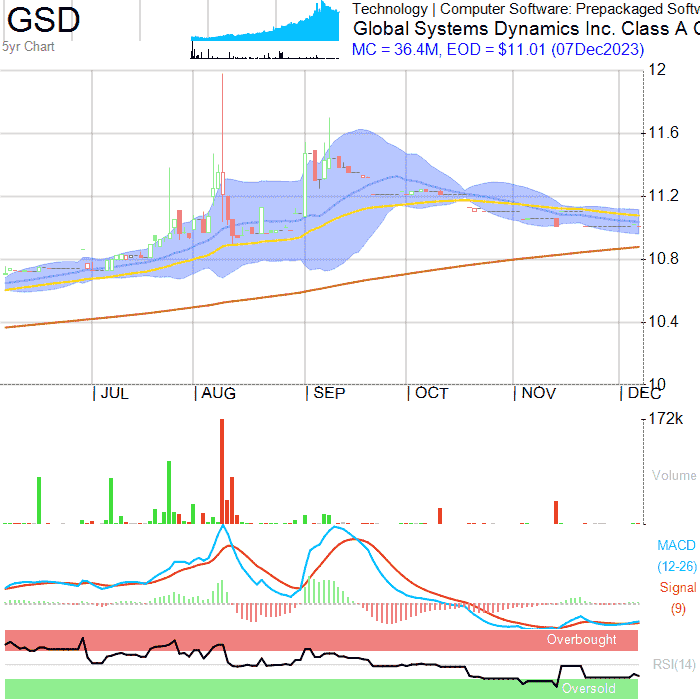 GSD
5yr Chart
Technology | Computer Software: Prepackaged Softw
Global Systems Dynamics Inc. Class A C
MC = 36.4M, EOD = $11.01 (07Dec2023)
12
11.6
11.2
10.8
10.4
10
JUL AUG SEP OCT NOV DEC
172k
Volume
MACD
(12-26)
Signal
(9)
Overbought
RSI(14)
Oversold